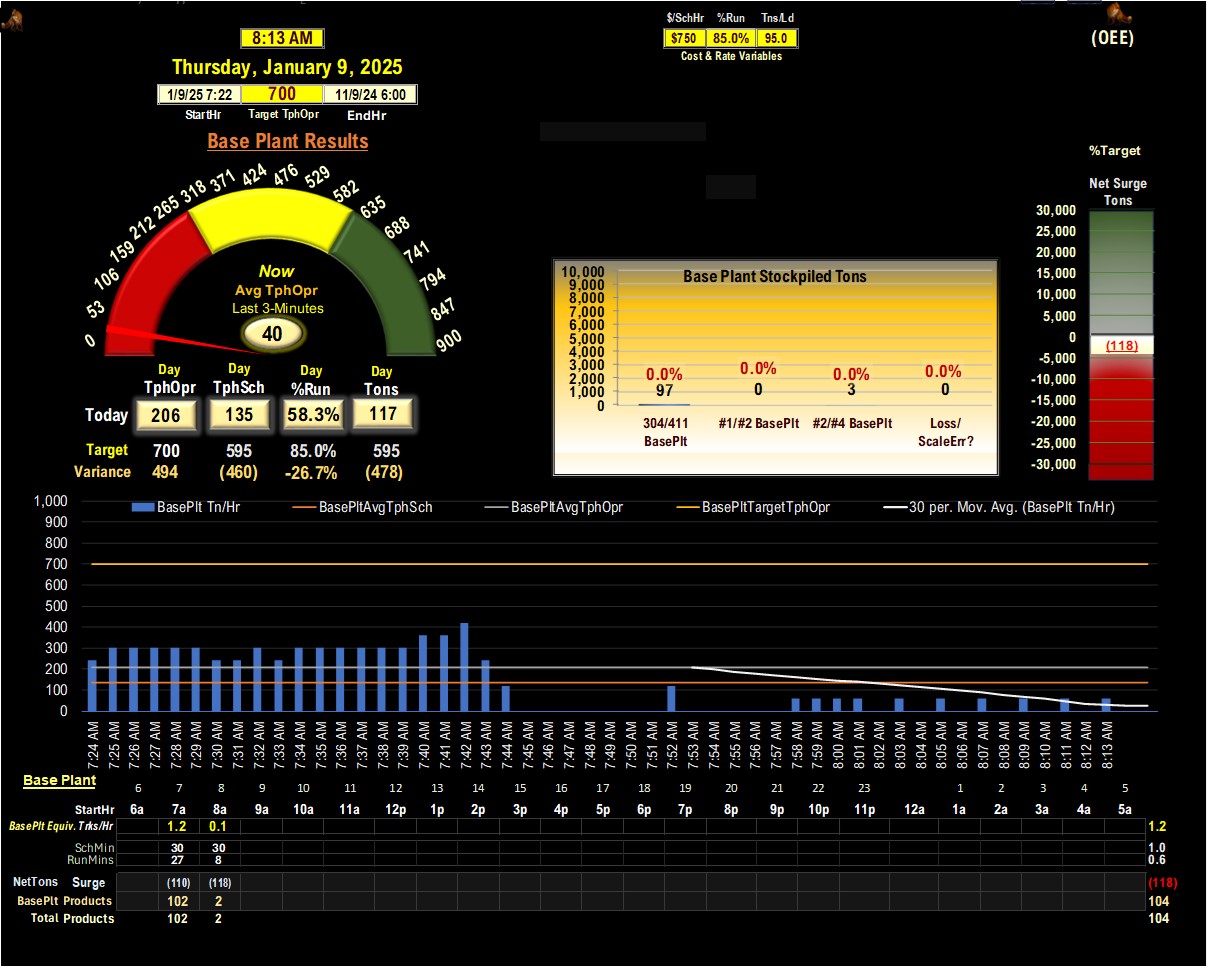 $/SchHr %Run Tns/Ld
8:13 AM
$750 85.0% 95.0
(OEE)
Cost & Rate Variables
Thursday, January 9, 2025
1/9/25 7:22 700 11/9/24 6:00
StartHr Target TphOpr EndHr
Base Plant Results
%Target
Net Surge
Tons
0 53 106 159 212 265 318 371 424 476 529 582 635 688 741 794 847 900
Now
Avg TphOpr
Last 3-Minutes
40
30,000
25,000
20,000
15,000
10,000
5,000
0
(118)
-5,000
-10,000
-15,000
-20,000
-25,000
-30,000
Base Plant Stockpiled Tons
10,000
9,000
8,000
7,000
6,000
5,000
4,000
3,000
2,000
1,000
0
0.0% 0.0% 0.0% 0.0%
97 0 3 0
304/411 BasePlt
#1/#2 BasePlt
#2/#4 BasePlt
Loss/ ScaleErr?
Day Day Day Day
TphOpr TphSch %Run Tons
Today 206 135 58.3% 117
Target 700 595 85.0% 595
Variance 494 (460) -26.7% (478)
BasePlt Tn/Hr BasePltAvgTphSch BasePltAvgTphOpr BasePltTargetTphOpr 30 per. Mov. Avg. (BasePlt Tn/Hr)
1,000
900
800
700
600
500
400
300
200
100
0
7:24 AM 7:25 AM 7:26 AM 7:27 AM 7:28 AM 7:29 AM 7:30 AM 7:31 AM 7:32 AM 7:33 AM 7:34 AM 7:35 AM 7:36 AM 7:37 AM 7:38 AM 7:39 AM 7:40 AM 7:41 AM 7:42 AM 7:43 AM 7:44 AM 7:45 AM 7:46 AM 7:47 AM 7:48 AM 7:49 AM 7:50 AM 7:51 AM 7:52 AM 7:53 AM 7:54 AM 7:55 AM 7:56 AM 7:57 AM 7:58 AM 7:59 AM 8:00 AM 8:01 AM 8:02 AM 8:03 AM 8:04 AM 8:05 AM 8:06 AM 8:07 AM 8:08 AM 8:09 AM 8:10 AM 8:11 AM 8:12 AM 8:13 AM
Base Plant
6 7 8 9 10 11 12 13 14 15 16 17 18 19 20 21 22 23 1 2 3 4 5
StartHr 6a 7a 8a 9a 10a 11a 12p 1p 2p 3p 4p 5p 6p 7p 8p 9p 10p 11p 12a 1a 2a 3a 4a 5a
BasePlt Equiv. Trks/Hr 1.2 0.1 1.2
SchMin 30 30 1.0
RunMins 27 8 0.6
NetTons Surge (110) (118) (118)
BasePlt Products 102 2 104
Total Products 102 2 104